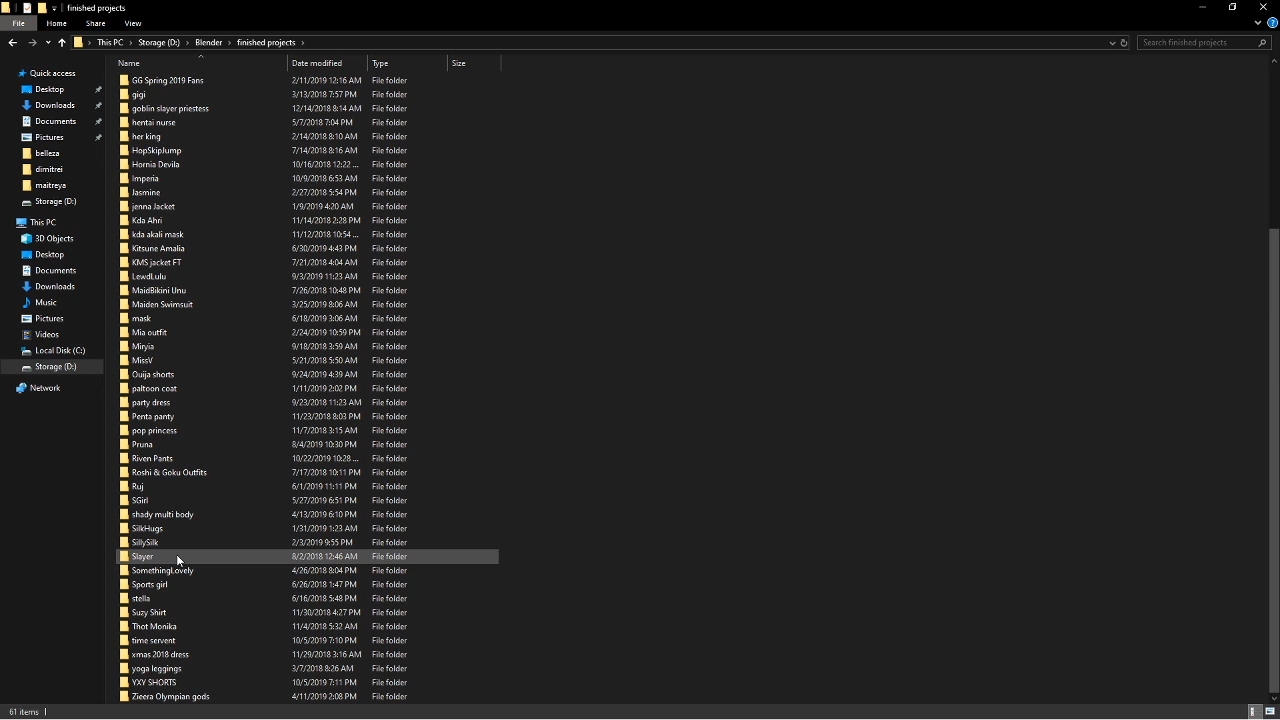 finished projects
File Home Share View
This PC Storage (D:) Blender finished projects Search finished projects
Name Date modified Type Size
Quick access
Desktop
Downloads
Documents
Pictures
belleza
dimitrei
maitreya
Storage (D:)
This PC
3D Objects
Desktop
Documents
Downloads
Music
Pictures
Videos
Local Disk (C:)
Storage (D:)
Network
GG Spring 2019 Fans 2/11/2019 12:16 AM File folder
gigi 3/13/2018 7:57 PM File folder
goblin slayer priestess 12/14/2018 8:14 AM File folder
hentai nurse 5/7/2018 7:04 PM File folder
her king 2/14/2018 8:10 AM File folder
HopSkipJump 7/14/2018 8:16 AM File folder
Hornia Devila 10/16/2018 12:22 ... File folder
Imperia 10/9/2018 6:53 AM File folder
Jasmine 2/27/2018 5:54 PM File folder
jenna Jacket 1/9/2019 4:20 AM File folder
Kda Ahri 11/14/2018 2:28 PM File folder
kda akali mask 11/12/2018 10:54 ... File folder
Kitsune Amalia 6/30/2019 4:43 PM File folder
KMS jacket FT 7/21/2018 4:04 AM File folder
LewdLulu 9/3/2019 11:23 AM File folder
MaidBikini Unu 7/26/2018 10:48 PM File folder
Maiden Swimsuit 3/25/2019 8:06 AM File folder
mask 6/18/2019 3:06 AM File folder
Mia outfit 2/24/2019 10:59 PM File folder
Miryia 9/18/2018 3:59 AM File folder
MissV 5/21/2018 5:50 AM File folder
Ouija shorts 9/24/2019 4:39 AM File folder
paltoon coat 1/11/2019 2:02 PM File folder
party dress 9/23/2018 11:23 AM File folder
Penta panty 11/23/2018 8:03 PM File folder
pop princess 11/7/2018 3:15 AM File folder
Pruna 8/4/2019 10:30 PM File folder
Riven Pants 10/22/2019 10:28 ... File folder
Roshi & Goku Outfits 7/17/2018 10:11 PM File folder
Ruj 6/1/2019 11:11 PM File folder
SGirl 5/27/2019 6:51 PM File folder
shady multi body 4/13/2019 6:10 PM File folder
SilkHugs 1/31/2019 1:23 AM File folder
SillySilk 2/3/2019 9:55 PM File folder
Slayer 8/2/2018 12:46 AM File folder
SomethingLovely 4/26/2018 8:04 PM File folder
Sports girl 6/26/2018 1:47 PM File folder
stella 6/16/2018 5:48 PM File folder
Suzy Shirt 11/30/2018 4:27 PM File folder
Thot Monika 11/4/2018 5:32 AM File folder
time servent 10/5/2019 7:10 PM File folder
xmas 2018 dress 11/29/2018 3:16 AM File folder
yoga leggings 3/7/2018 8:26 AM File folder
YXY SHORTS 10/5/2019 7:11 PM File folder
Zieera Olympian gods 4/11/2019 2:08 PM File folder
61 items